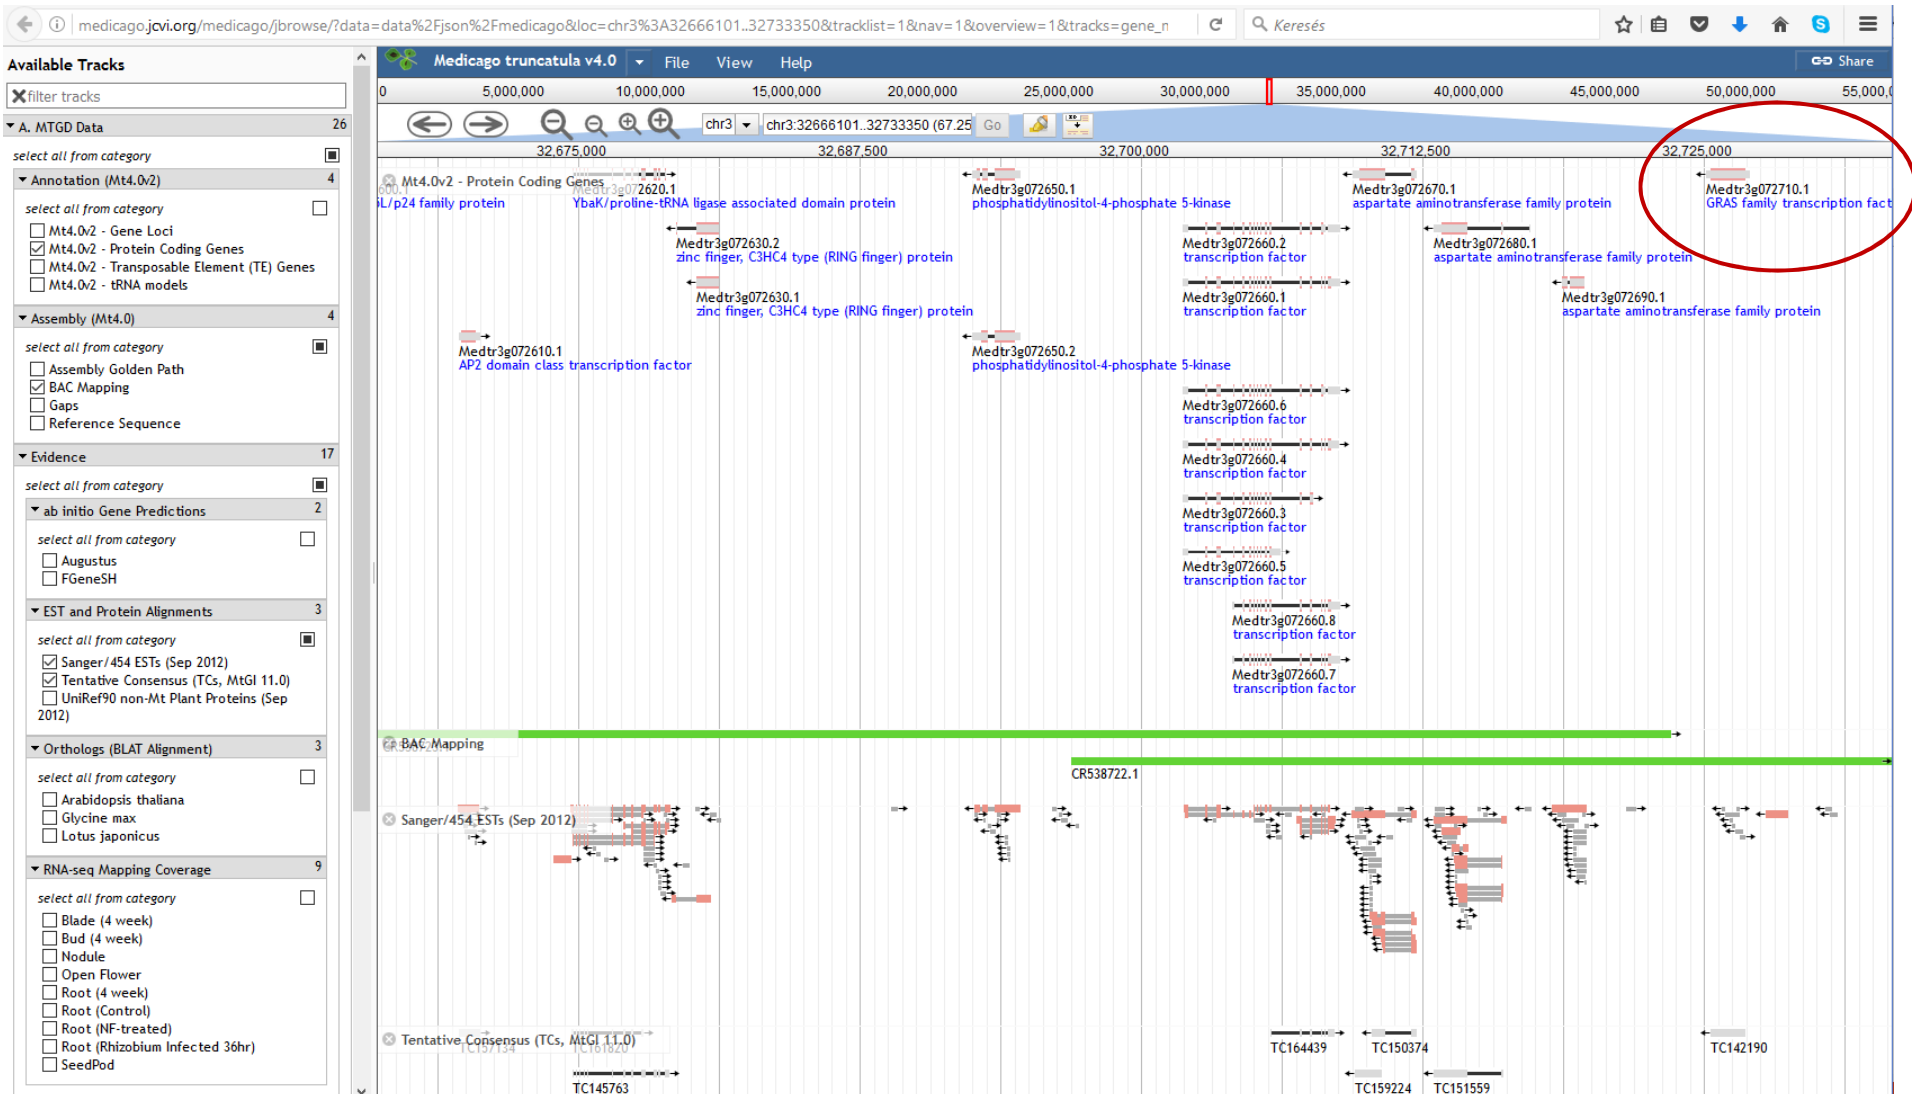 medicago.jcvi.org/medicago/jbrowse/?data=data%2Fjson%2Fmedicago&loc=chr3%3A32666101..32733350&tracklist=1&nav=1&overview=1&tracks=gene_n
Keresés
Available Tracks
filter tracks
A. MTGD Data 26
select all from category
Annotation (Mt4.0v2) 4
select all from category
Mt4.0v2 - Gene Loci
Mt4.0v2 - Protein Coding Genes
Mt4.0v2 - Transposable Element (TE) Genes
Mt4.0v2 - tRNA models
Assembly (Mt4.0) 4
select all from category
Assembly Golden Path
BAC Mapping
Gaps
Reference Sequence
Evidence 17
select all from category
ab initio Gene Predictions 2
select all from category
Augustus
FGeneSH
EST and Protein Alignments 3
select all from category
Sanger/454 ESTs (Sep 2012)
Tentative Consensus (TCs, MtGI 11.0)
UniRef90 non-Mt Plant Proteins (Sep
2012)
Orthologs (BLAT Alignment) 3
select all from category
Arabidopsis thaliana
Glycine max
Lotus japonicus
RNA-seq Mapping Coverage 9
select all from category
Blade (4 week)
Bud (4 week)
Nodule
Open Flower
Root (4 week)
Root (Control)
Root (NF-treated)
Root (Rhizobium Infected 36hr)
SeedPod
Medicago truncatula v4.0 File View Help Share
0 5,000,000 10,000,000 15,000,000 20,000,000 25,000,000 30,000,000 35,000,000 40,000,000 45,000,000 50,000,000 55,000,0
chr3 chr3:32666101..32733350 (67.25 Go
32,675,000 32,687,500 32,700,000 32,712,500 32,725,000
Mt4.0v2 - Protein Coding Genes
600.1 Medtr3g072620.1 Medtr3g072650.1 Medtr3g072670.1 Medtr3g072710.1
L/p24 family protein YbaK/proline-tRNA ligase associated domain protein phosphatidylinositol-4-phosphate 5-kinase aspartate aminotransferase family protein GRAS family transcription fact
Medtr3g072630.2 Medtr3g072660.2 Medtr3g072680.1
zinc finger, C3HC4 type (RING finger) protein transcription factor aspartate aminotransferase family protein
Medtr3g072630.1 Medtr3g072660.1 Medtr3g072690.1
zinc finger, C3HC4 type (RING finger) protein transcription factor aspartate aminotransferase family protein
Medtr3g072610.1 Medtr3g072650.2
AP2 domain class transcription factor phosphatidylinositol-4-phosphate 5-kinase
Medtr3g072660.6
transcription factor
Medtr3g072660.4
transcription factor
Medtr3g072660.3
transcription factor
Medtr3g072660.5
transcription factor
Medtr3g072660.8
transcription factor
Medtr3g072660.7
transcription factor
BAC Mapping
CR538722.1
Sanger/454 ESTs (Sep 2012)
Tentative Consensus (TCs, MtGI 11.0)
TC157134 TC161820 TC164439 TC150374 TC142190
TC145763 TC159224 TC151559